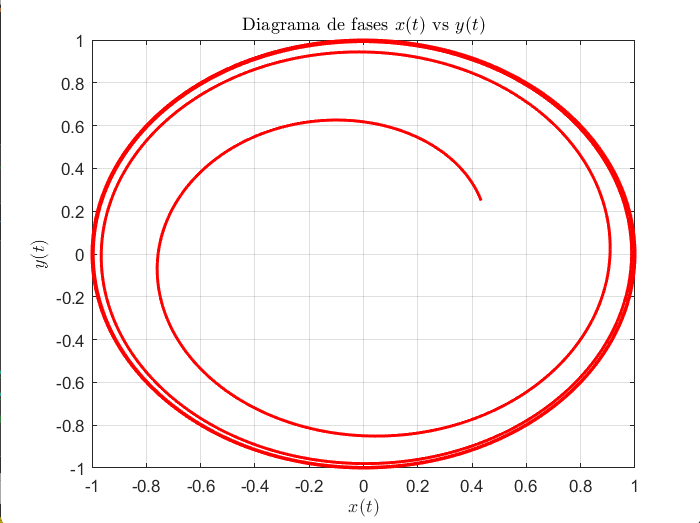 Diagrama de fases x(t) vs y(t)
1
0.8
0.6
0.4
0.2
0
-0.2
-0.4
-0.6
-0.8
-1
y(t)
-1 -0.8 -0.6 -0.4 -0.2 0 0.2 0.4 0.6 0.8 1
x(t)